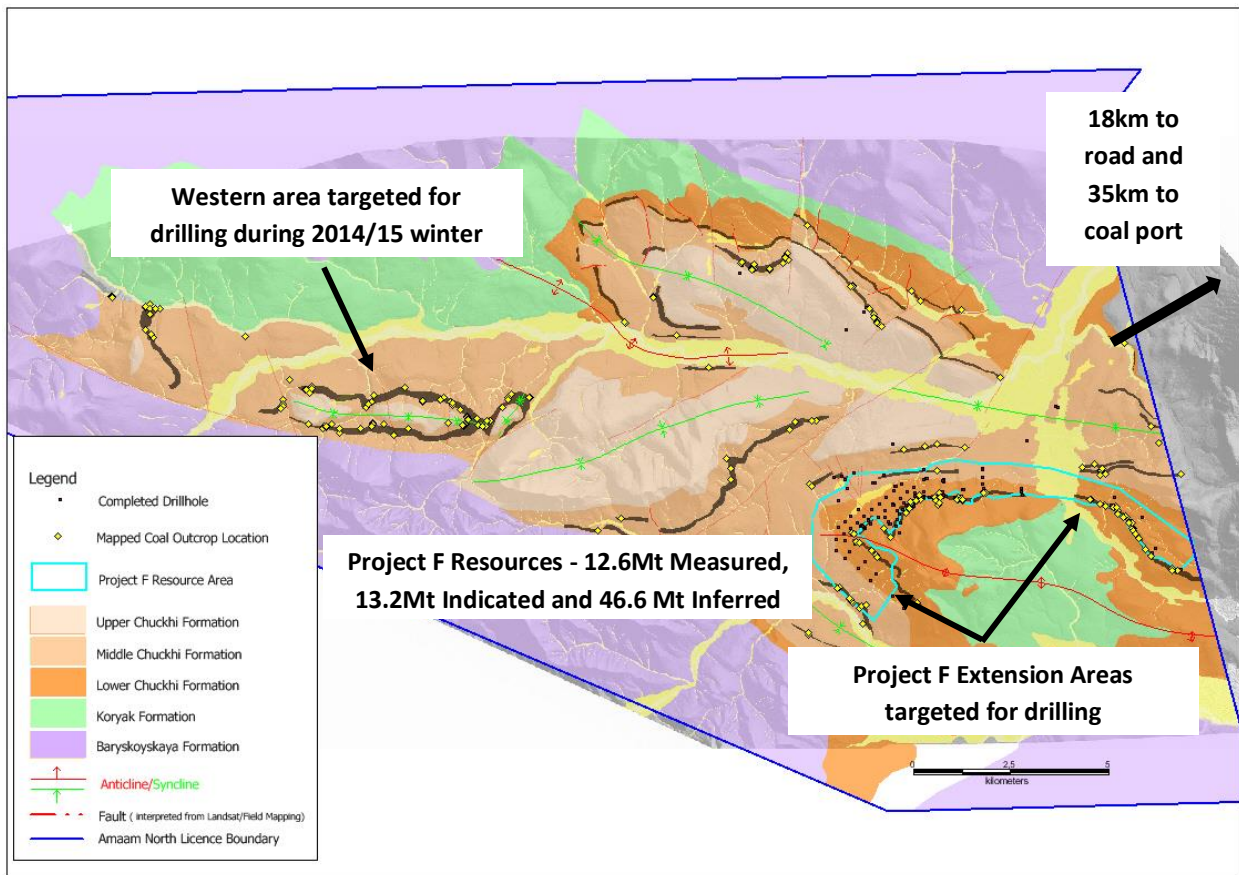 18km to
road and
35km to
coal port
Western area targeted for
drilling during 2014/15 winter
Project F Resources - 12.6Mt Measured,
13.2Mt Indicated and 46.6 Mt Inferred
Project F Extension Areas
targeted for drilling
Legend
Completed Drillhole
Mapped Coal Outcrop Location
Project F Resource Area
Upper Chuckhi Formation
Middle Chuckhi Formation
Lower Chuckhi Formation
Koryak Formation
Baryskoyskaya Formation
Anticline/Syncline
Fault ( interpreted from Landsat/Field Mapping)
Amaam North Licence Boundary
0 2,5 5
kilometers